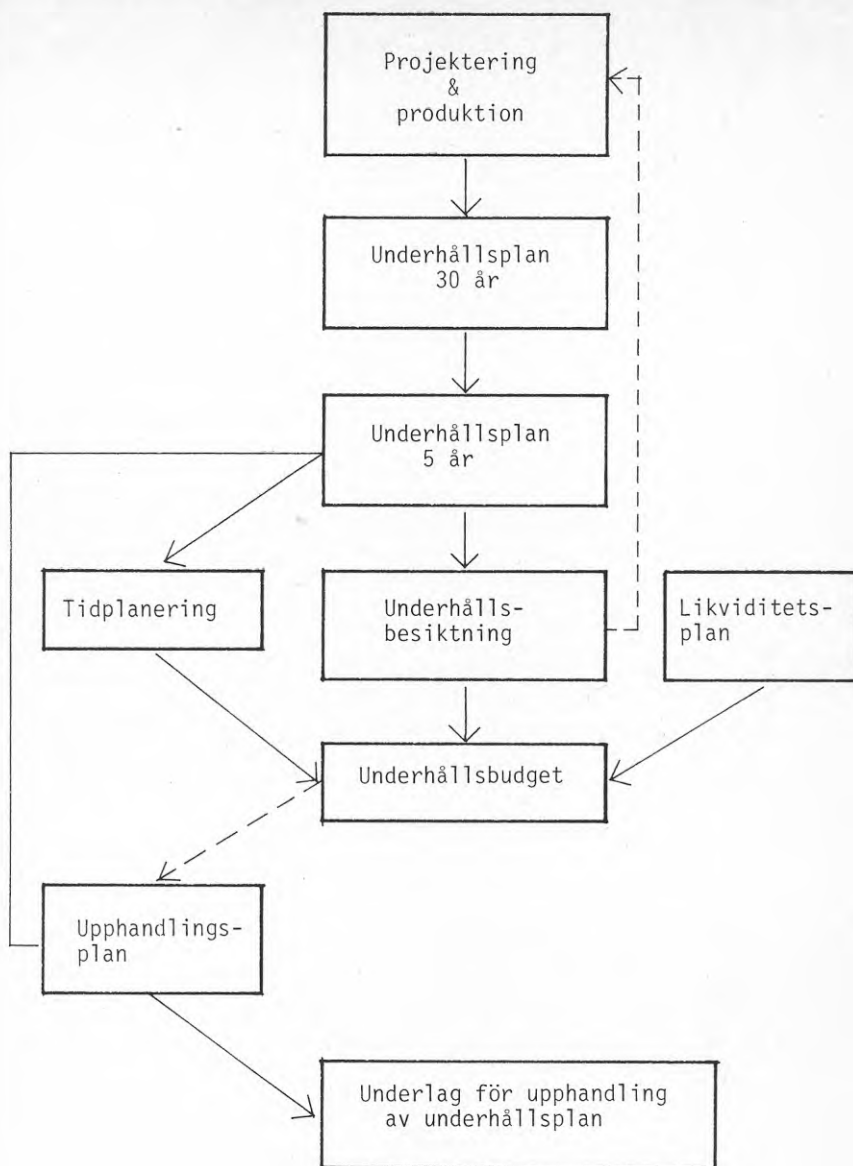 Projektering
&
produktion
Underhållsplan
30 år
Underhållsplan
5 år
Tidplanering
Underhålls-
besiktning
Likviditets-
plan
Underhållsbudget
Upphandlings-
plan
Underlag för upphandling
av underhållsplan